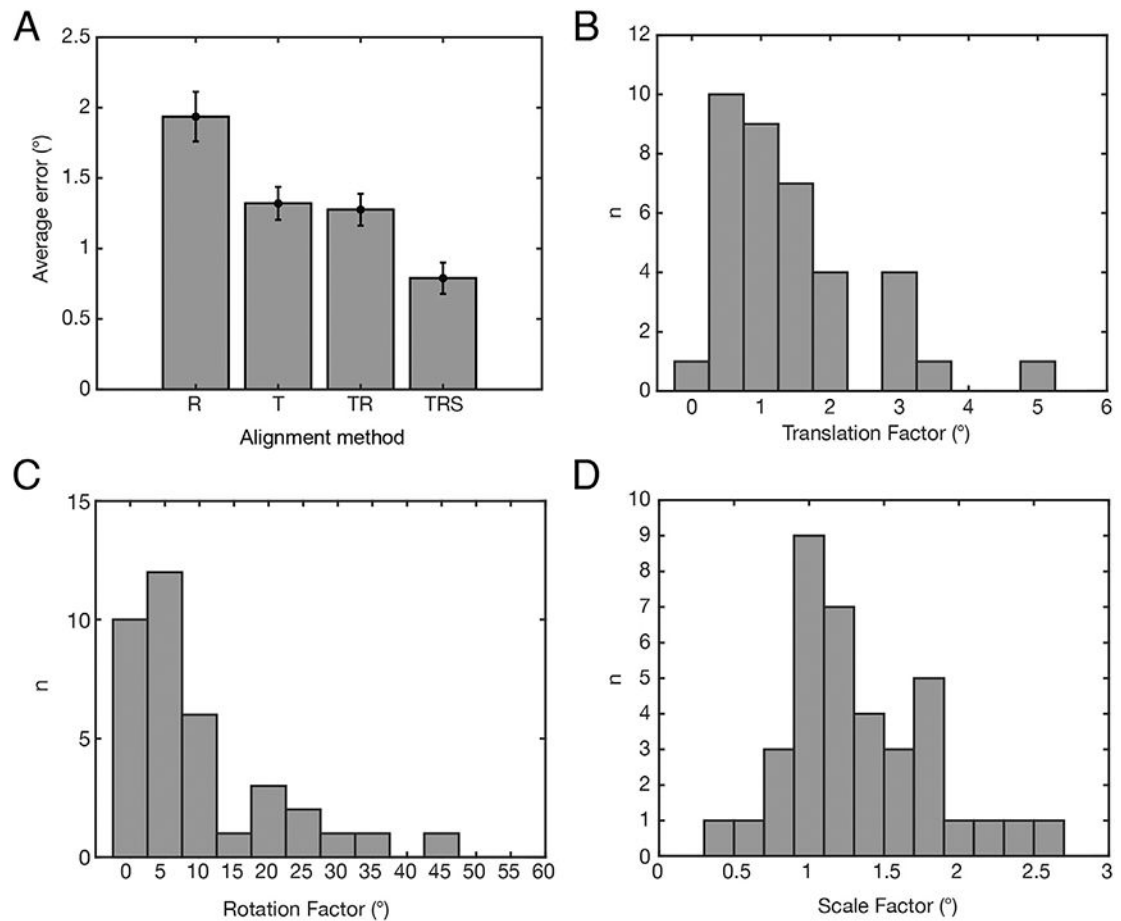 A
2.5
2
1.5
1
0.5
0
Average error (°)
R T TR TRS
Alignment method
B
12
10
8
6
4
2
0
n
0 1 2 3 4 5 6
Translation Factor (°)
C
15
10
5
0
n
0 5 10 15 20 25 30 35 40 45 50 55 60
Rotation Factor (°)
D
10
9
8
7
6
5
4
3
2
1
0
n
0 0.5 1 1.5 2 2.5 3
Scale Factor (°)